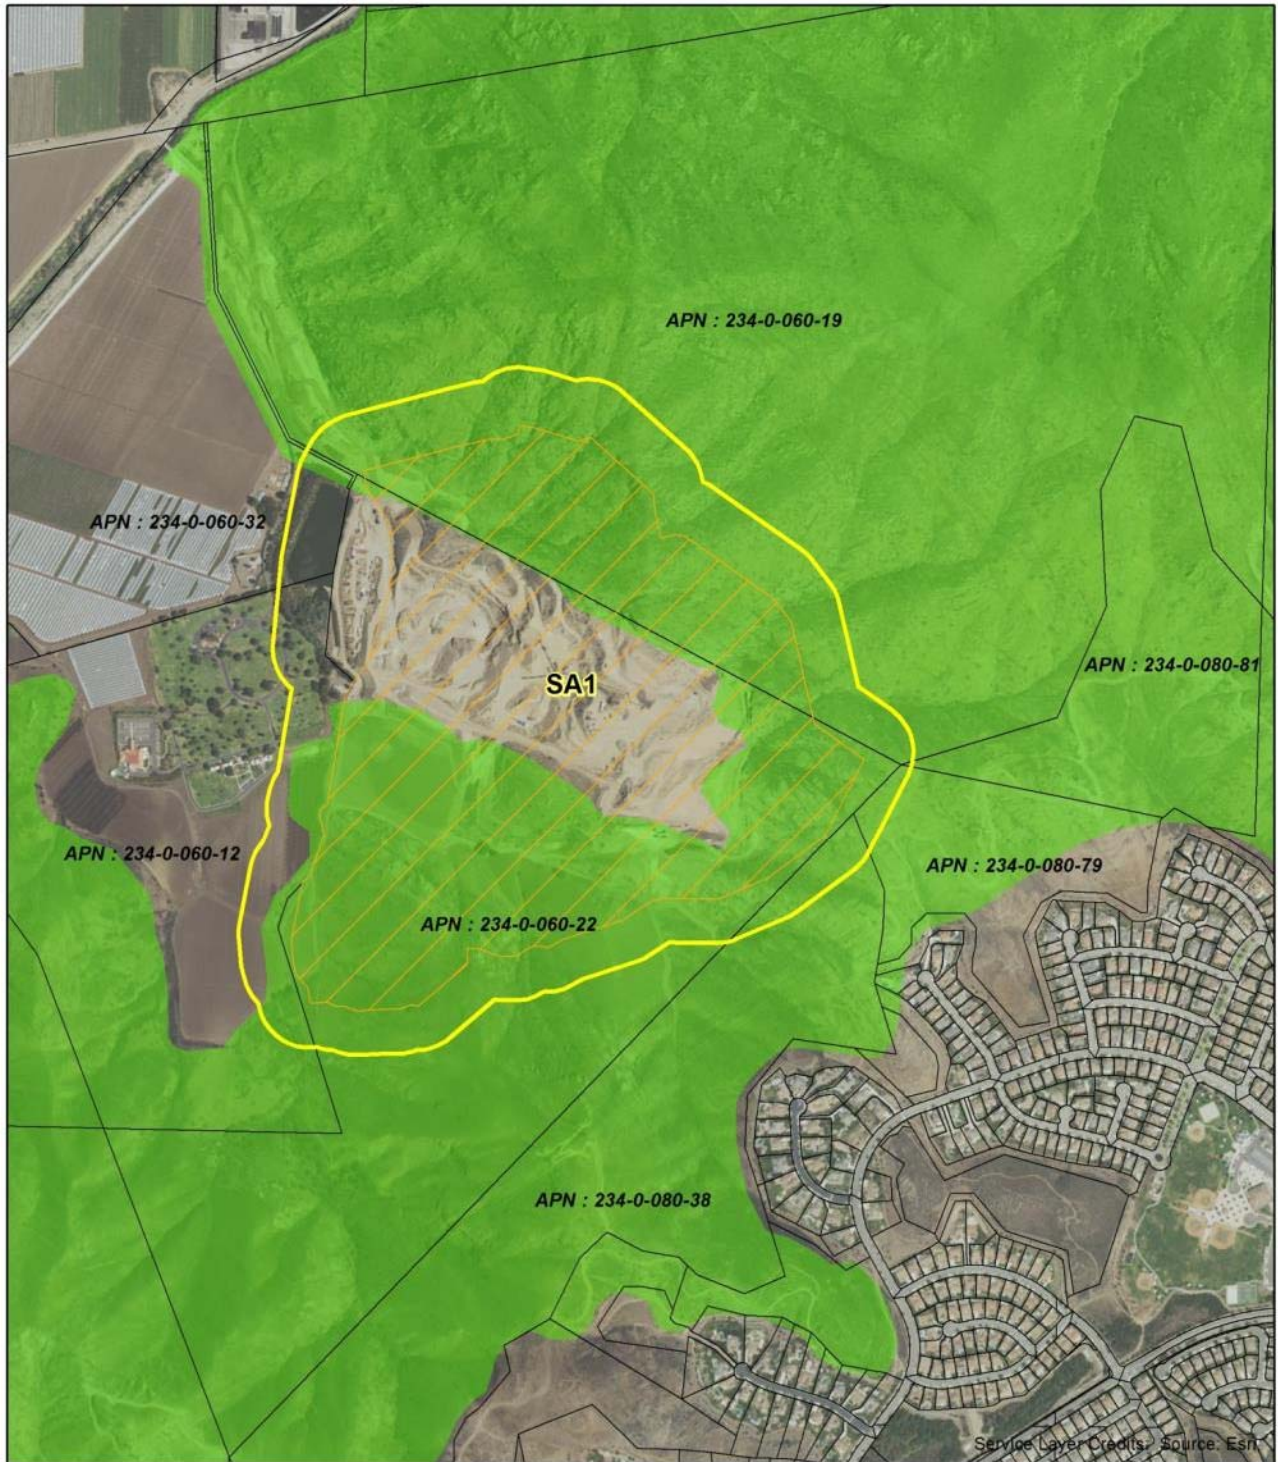 APN : 234-0-060-19
APN : 234-0-060-32
APN : 234-0-080-81
SA1
APN : 234-0-060-12
APN : 234-0-080-79
APN : 234-0-060-22
APN : 234-0-080-38
Service Layer Credits: Source: Esri